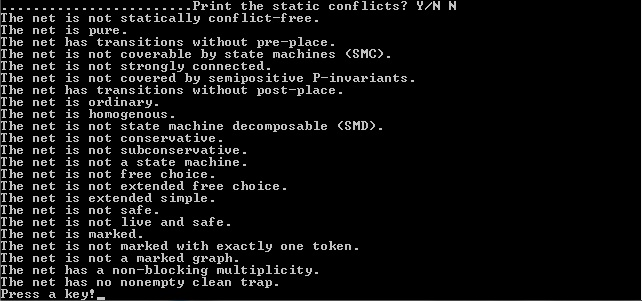 ........................Print the static conflicts? Y/N N
The net is not statically conflict-free.
The net is pure.
The net has transitions without pre-place.
The net is not coverable by state machines (SMC).
The net is not strongly connected.
The net is not covered by semipositive P-invariants.
The net has transitions without post-place.
The net is ordinary.
The net is homogenous.
The net is not state machine decomposable (SMD).
The net is not conservative.
The net is not subconservative.
The net is not a state machine.
The net is not free choice.
The net is not extended free choice.
The net is extended simple.
The net is not safe.
The net is not live and safe.
The net is marked.
The net is not marked with exactly one token.
The net is not a marked graph.
The net has a non-blocking multiplicity.
The net has no nonempty clean trap.
Press a key!_